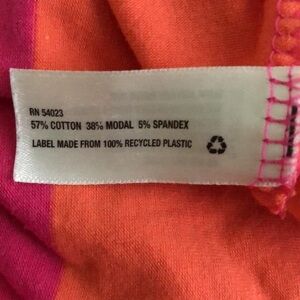 RN 54023
57% COTTON 38% MODAL 5% SPANDEX
LABEL MADE FROM 100% RECYCLED PLASTIC